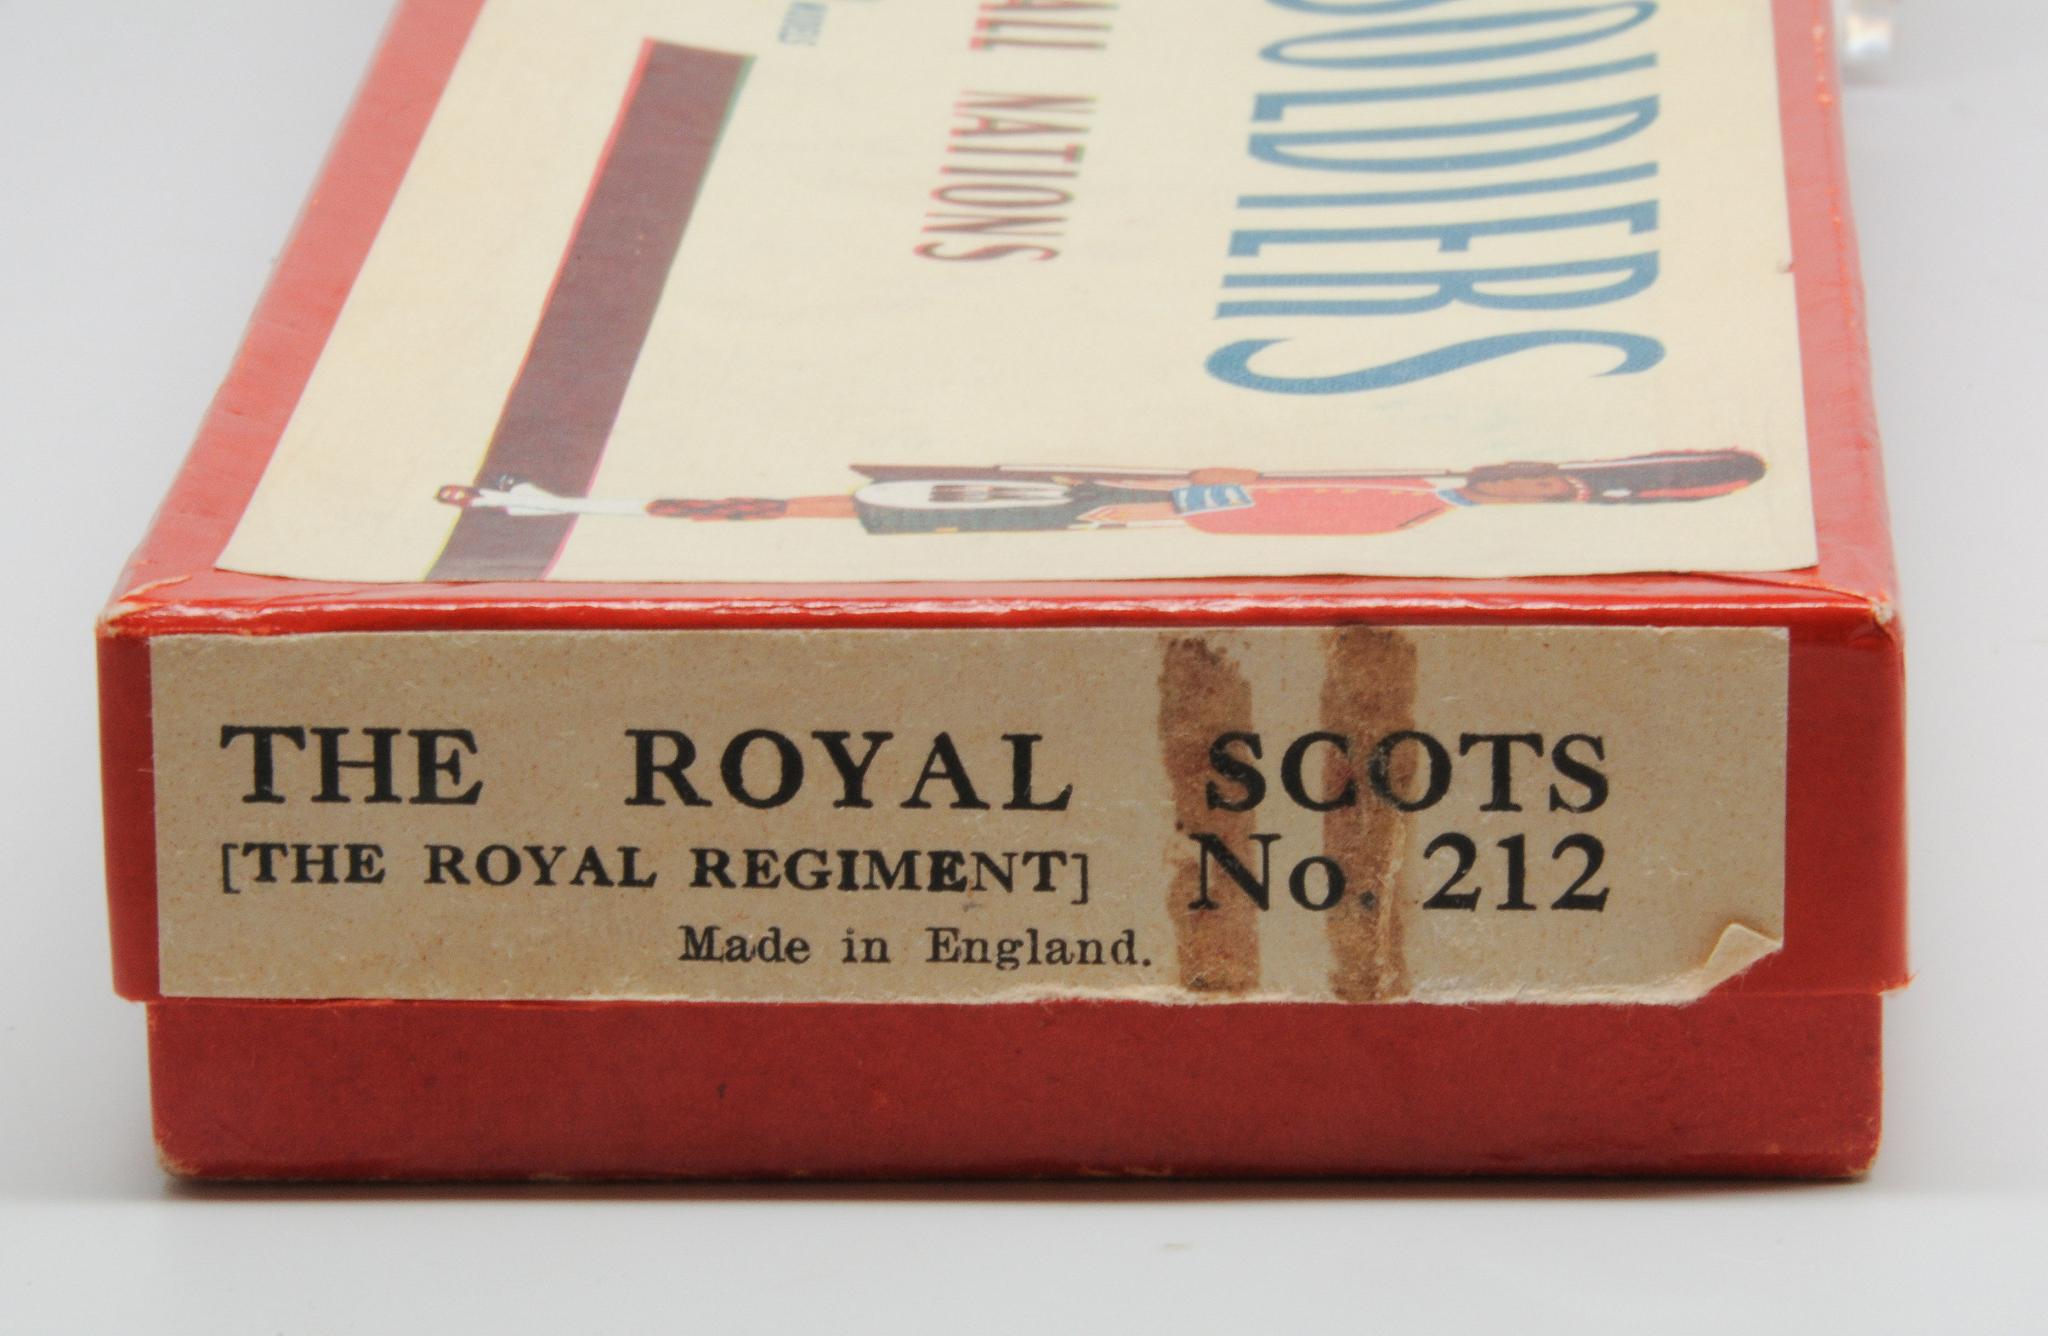 SOLDIERS
ALL NATIONS
THE ROYAL SCOTS
[THE ROYAL REGIMENT] No. 212
Made in England.